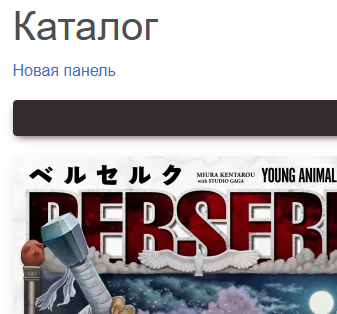 Каталог
Новая панель
ベルセルク
MIURA KENTAROU
with STUDIO GAGA
YOUNG ANIMAL
BERSER